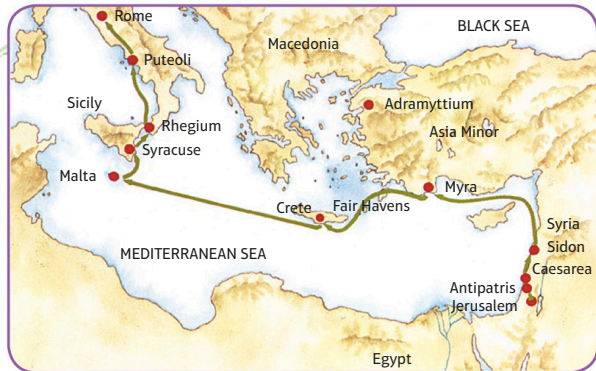 Rome
BLACK SEA
Macedonia
Puteoli
Sicily
Adramyttium
Rhegium
Asia Minor
Syracuse
Malta
Myra
Crete
Fair Havens
Syria
Sidon
MEDITERRANEAN SEA
Caesarea
Antipatris
Jerusalem
Egypt